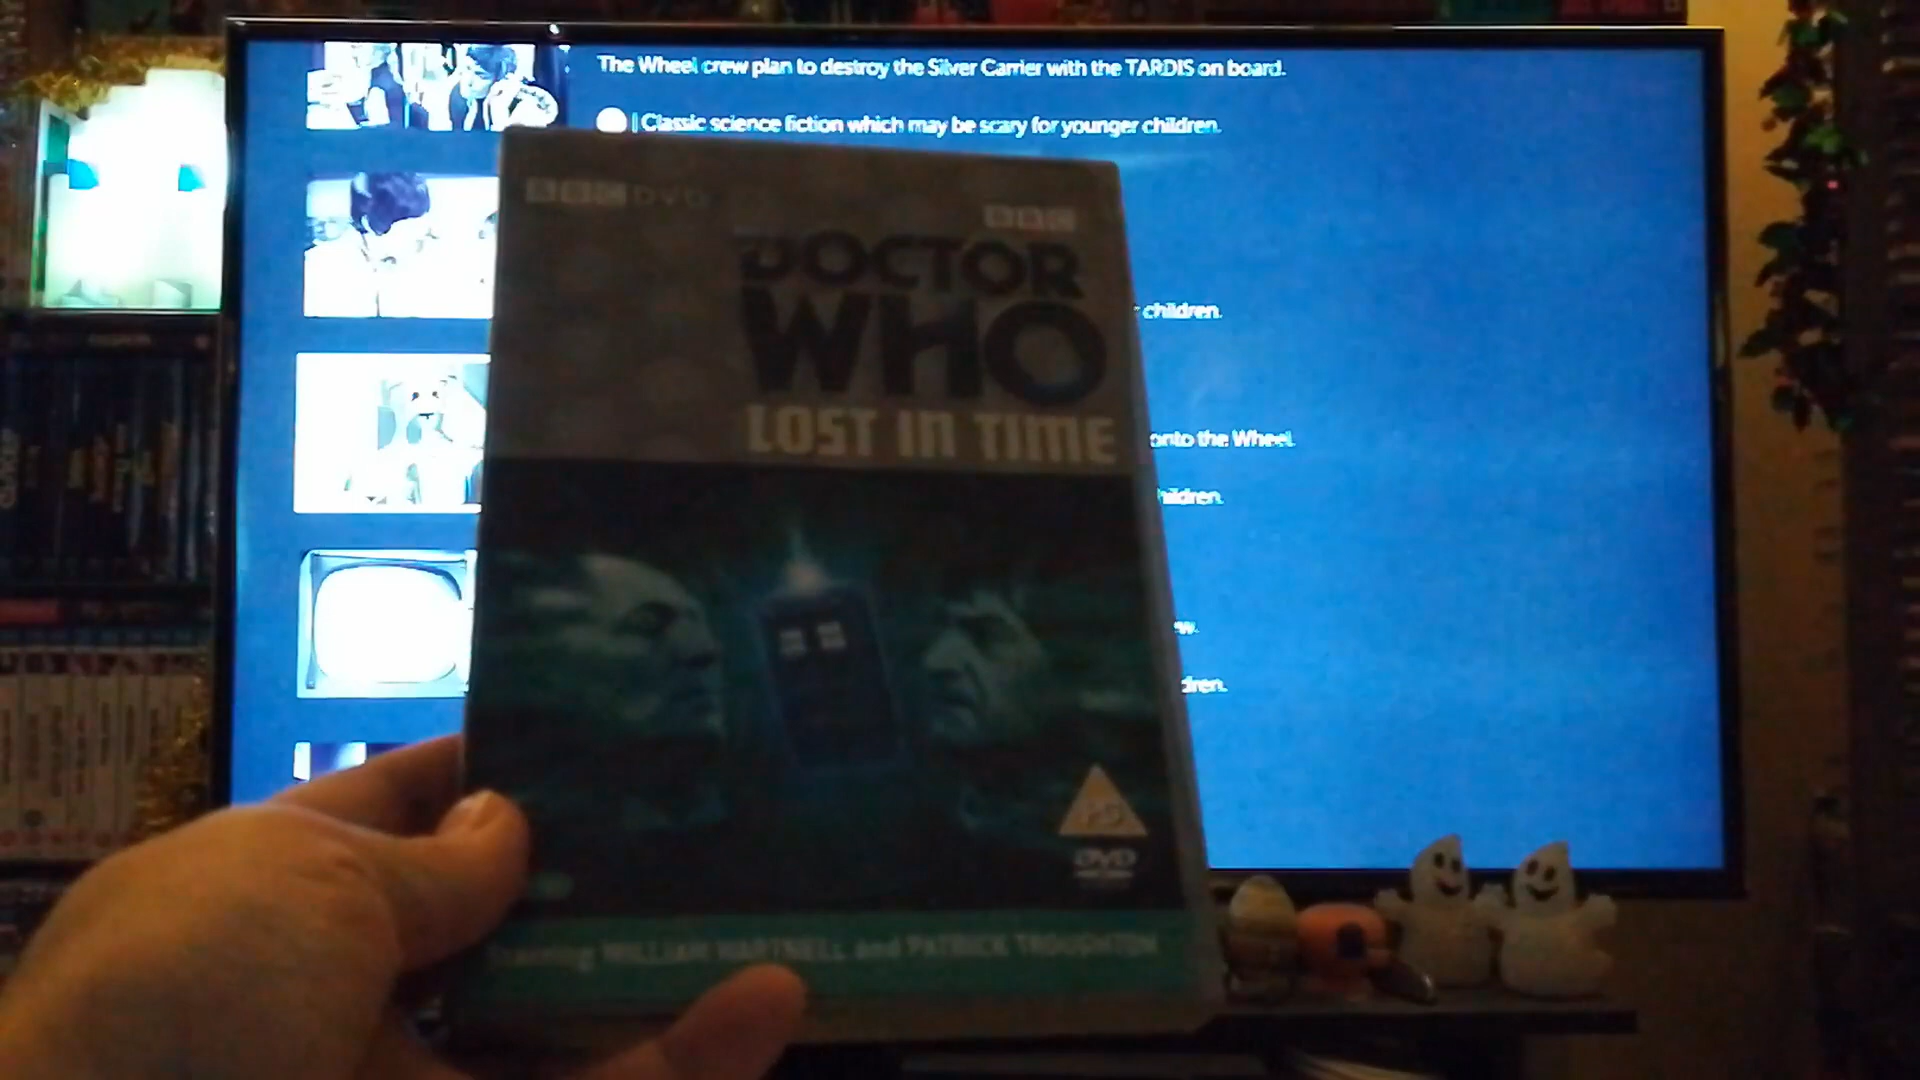 The Wheel crew plan to destroy the Silver Carrier with the TARDIS on board.
| Classic science fiction which may be scary for younger children.
BBC DVD
BBC
DOCTOR
WHO
LOST IN TIME
children.
onto the Wheel.
children.
PG
DVD
Starring WILLIAM HARTNELL and PATRICK TROUGHTON